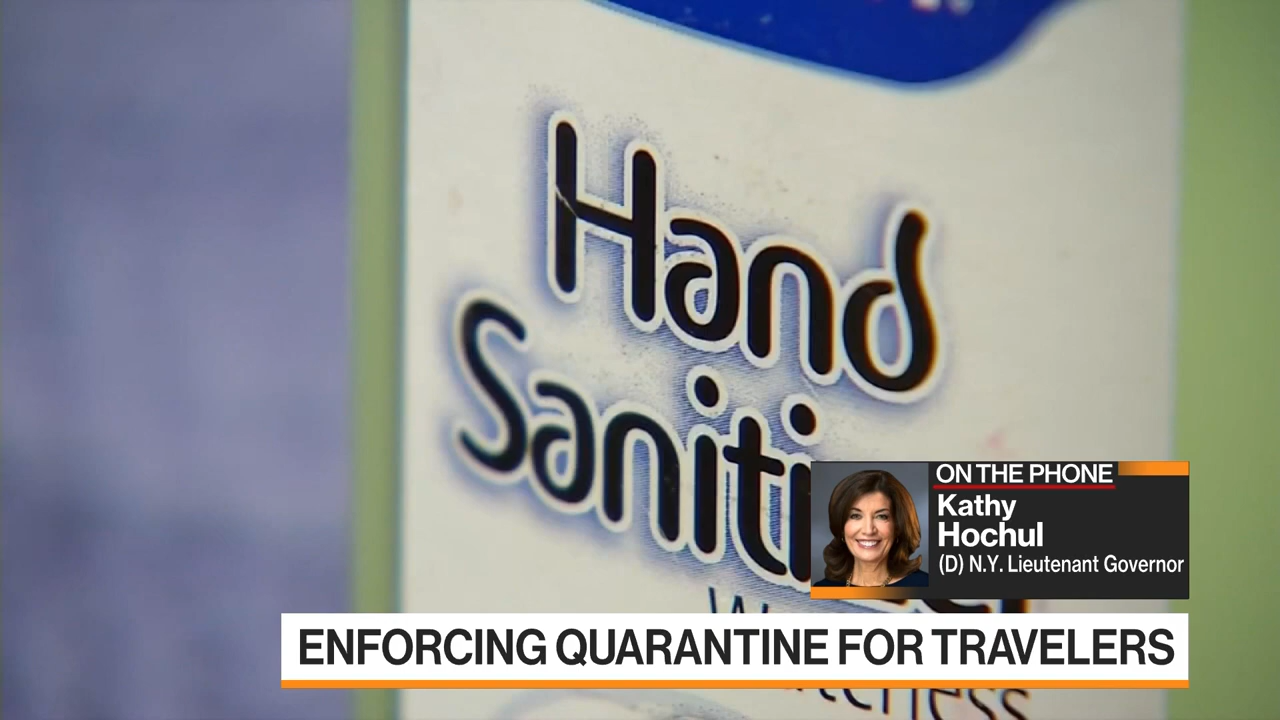 Hand
Saniti
ON THE PHONE
Kathy
Hochul
(D) N.Y. Lieutenant Governor
ENFORCING QUARANTINE FOR TRAVELERS